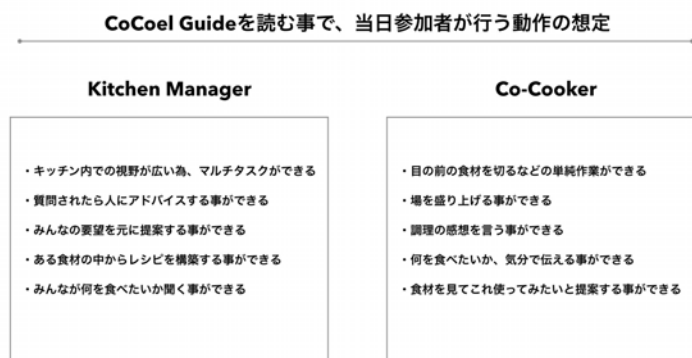 CoCoel Guideを読む事で、当日参加者が行う動作の想定
Kitchen Manager
・キッチン内での視野が広い為、マルチタスクができる
・質問されたら人にアドバイスする事ができる
・みんなの要望を元に提案する事ができる
・ある食材の中からレシピを構築する事ができる
・みんなが何を食べたいか聞く事ができる
Co-Cooker
・目の前の食材を切るなどの単純作業ができる
・場を盛り上げる事ができる
・調理の感想を言う事ができる
・何を食べたいか、気分で伝える事ができる
・食材を見てこれ使ってみたいと提案する事ができる